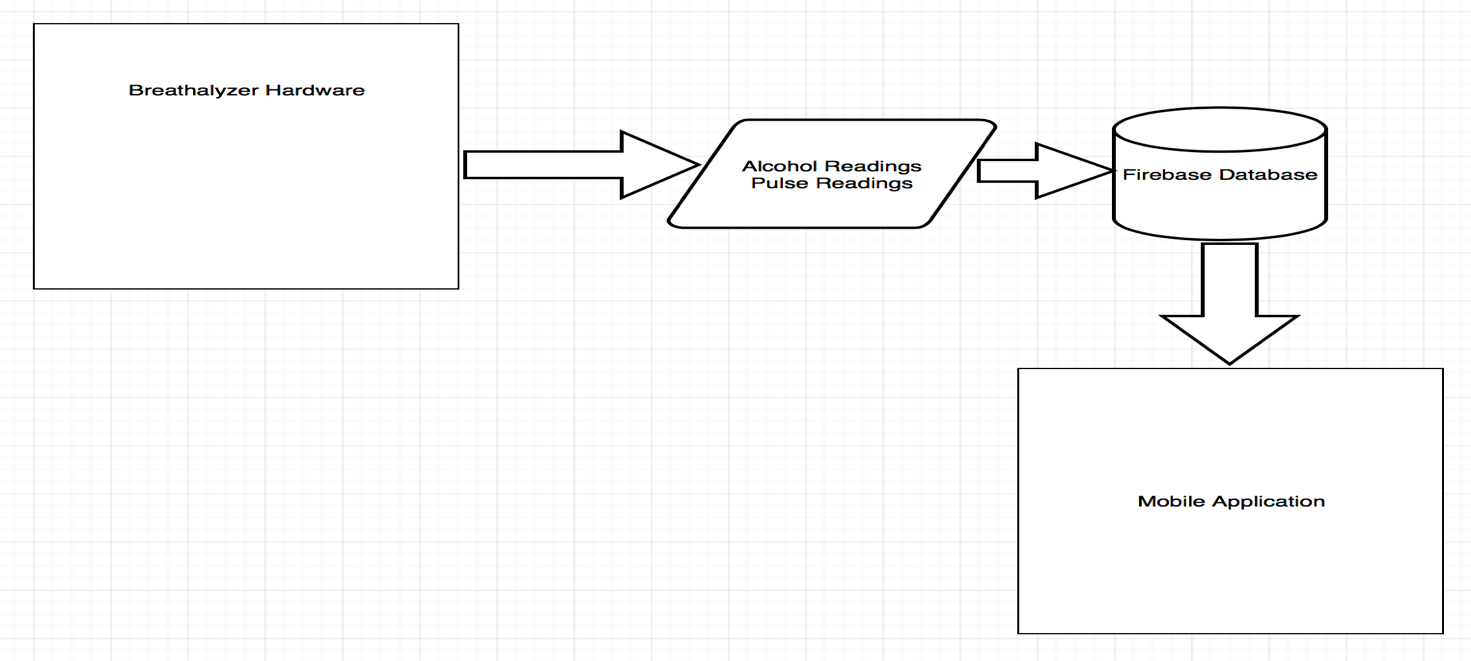 Breathalyzer Hardware
Alcohol Readings
Pulse Readings
Firebase Database
Mobile Application